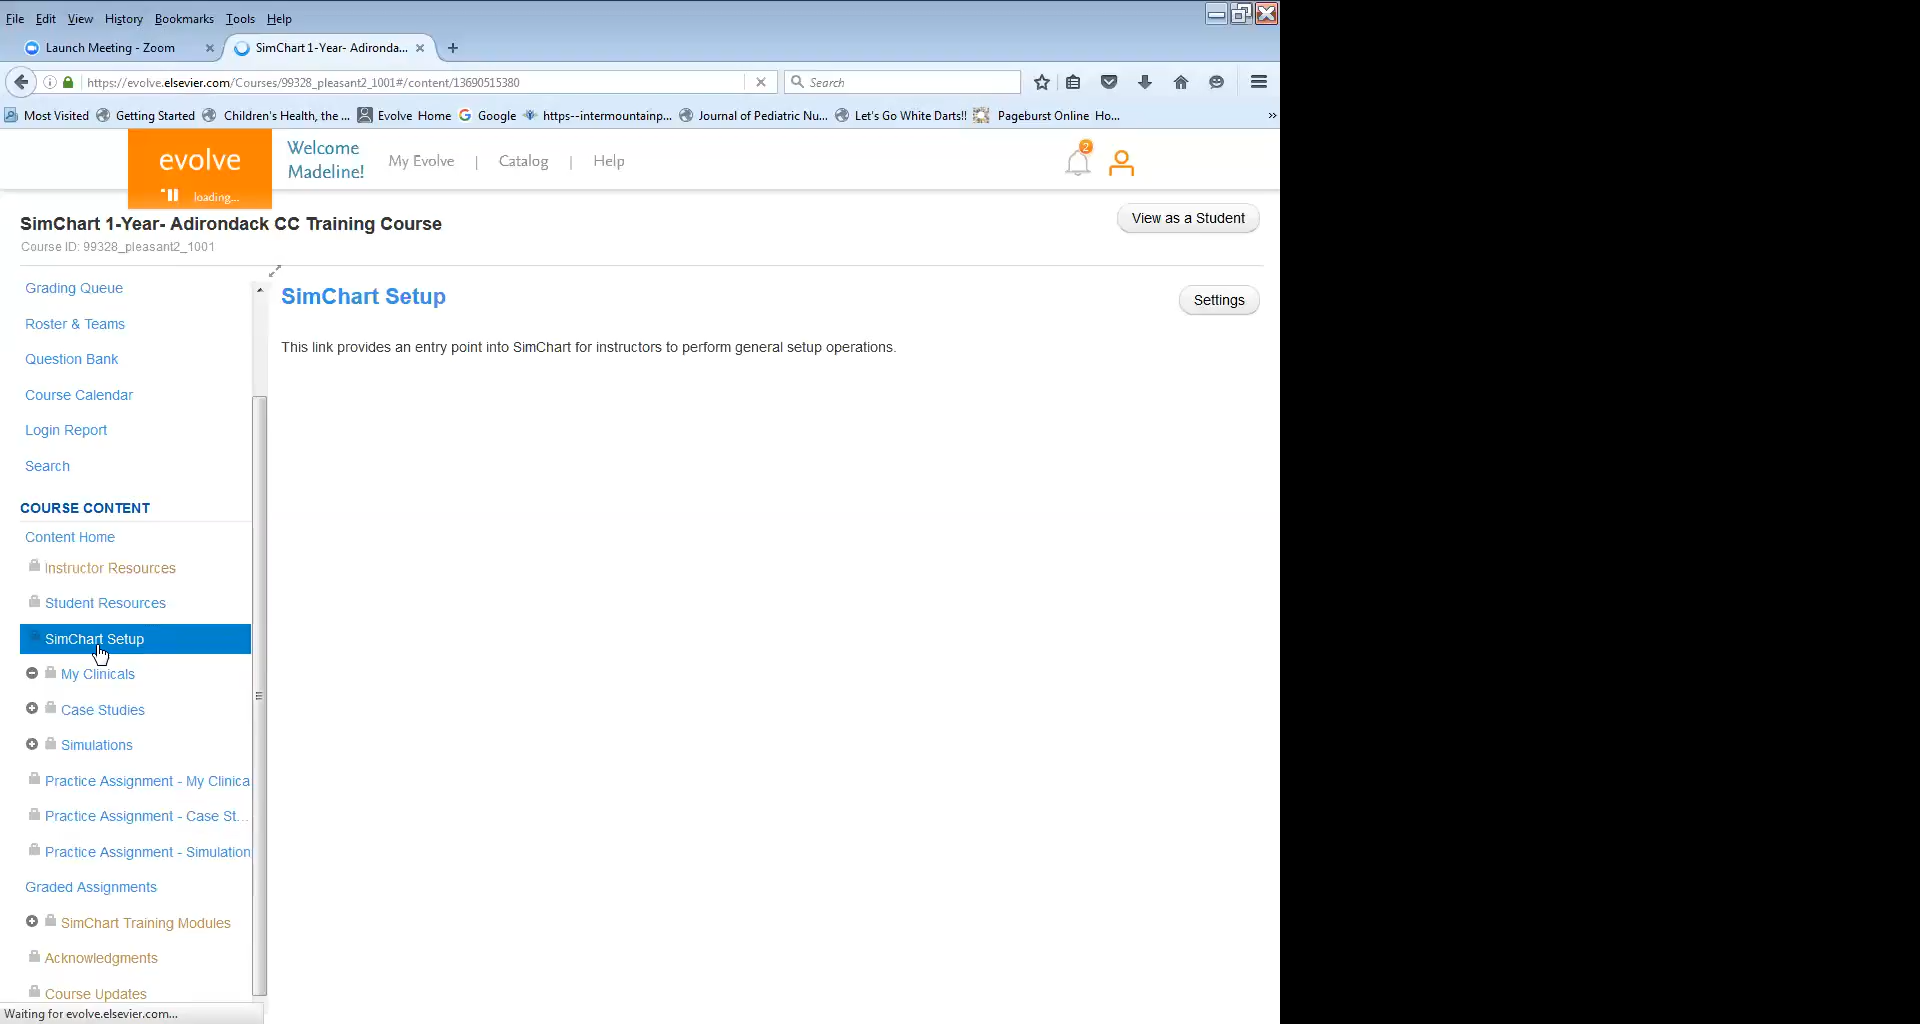 File Edit View History Bookmarks Tools Help
Launch Meeting - Zoom
SimChart 1-Year- Adironda...
https://evolve.elsevier.com/Courses/99328_pleasant2_1001#/content/13690515380
Search
Most Visited Getting Started Children's Health, the ... Evolve Home Google https--intermountainp... Journal of Pediatric Nu... Let's Go White Darts!! Pageburst Online Ho...
evolve
loading...
Welcome
Madeline!
My Evolve | Catalog | Help
2
SimChart 1-Year- Adirondack CC Training Course
View as a Student
Course ID: 99328_pleasant2_1001
Grading Queue
Roster & Teams
Question Bank
Course Calendar
Login Report
Search
COURSE CONTENT
Content Home
Instructor Resources
Student Resources
SimChart Setup
My Clinicals
Case Studies
Simulations
Practice Assignment - My Clinica
Practice Assignment - Case St...
Practice Assignment - Simulation
Graded Assignments
SimChart Training Modules
Acknowledgments
Course Updates
SimChart Setup
Settings
This link provides an entry point into SimChart for instructors to perform general setup operations.
Waiting for evolve.elsevier.com...